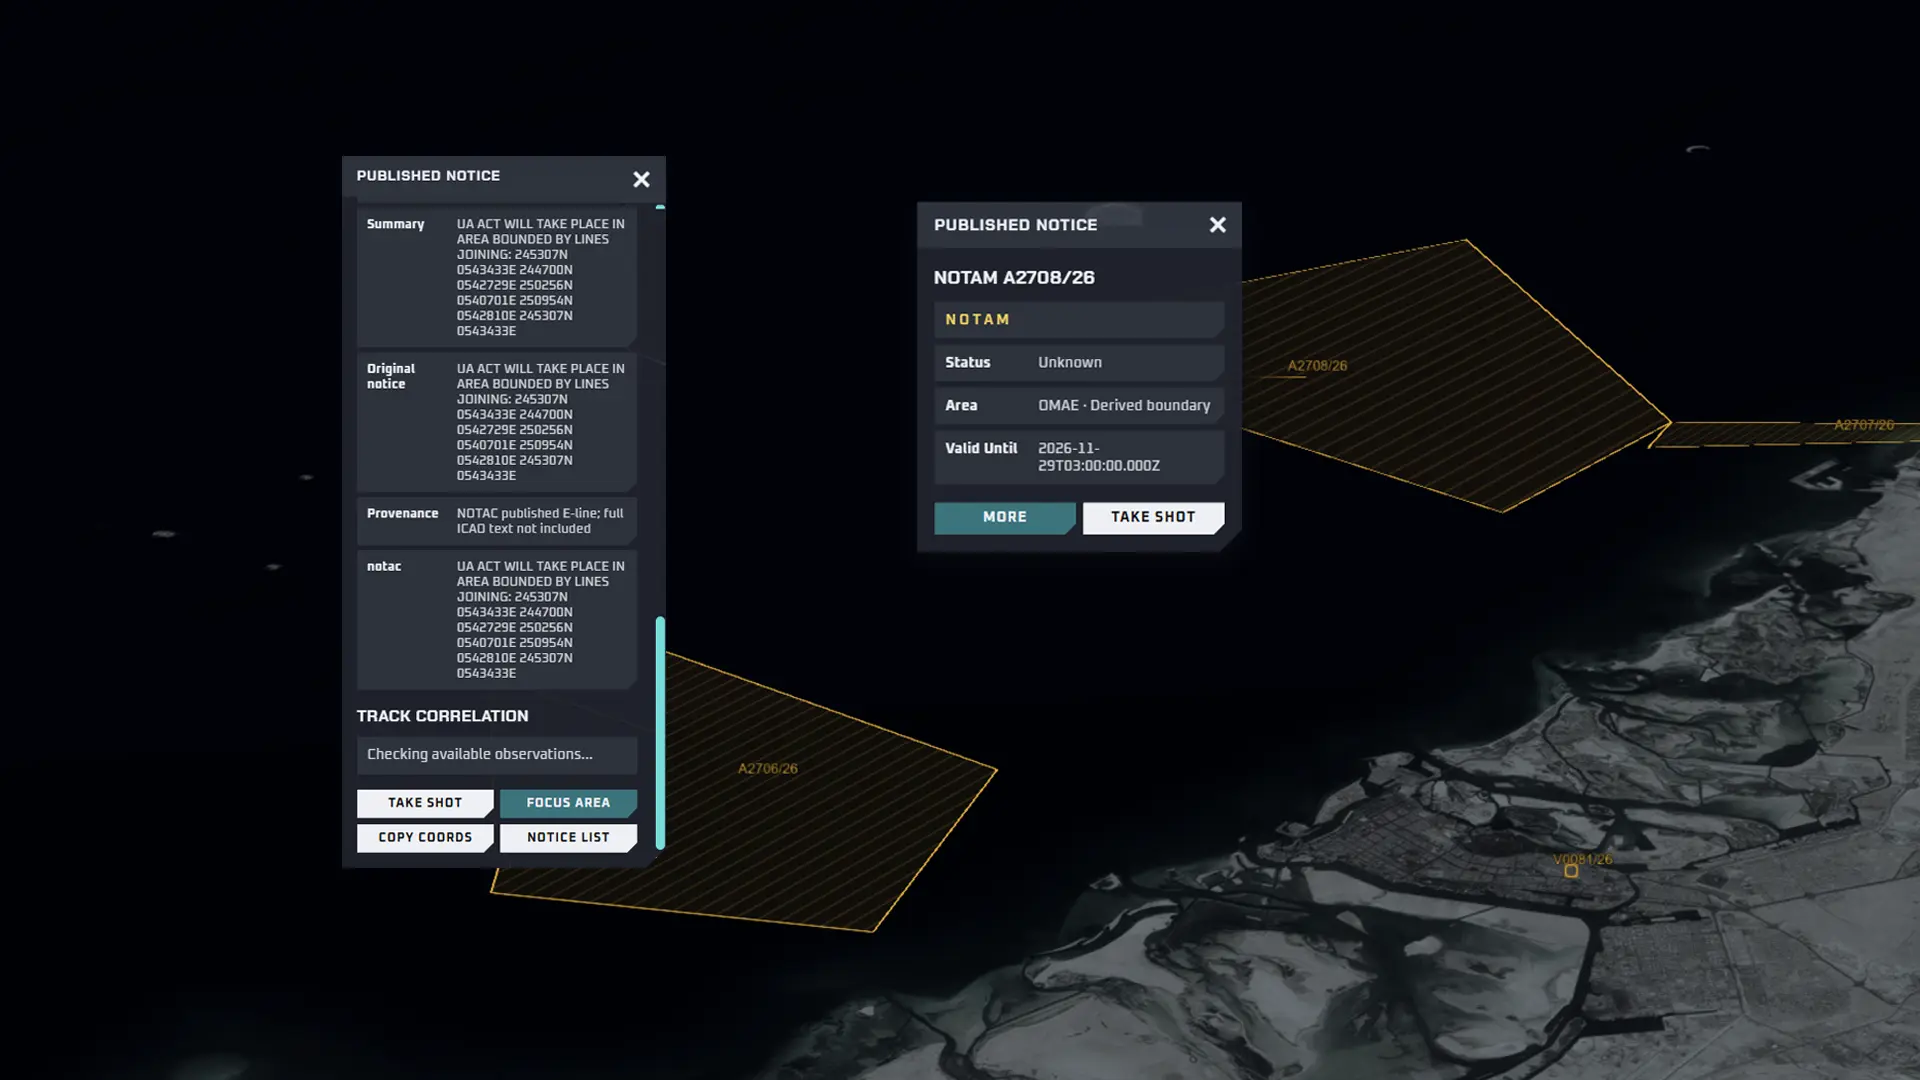 PUBLISHED NOTICE
Summary
UA ACT WILL TAKE PLACE IN
AREA BOUNDED BY LINES
JOINING: 245307N
0543433E 244700N
0542729E 250256N
0540701E 250954N
0542810E 245307N
0543433E
Original
notice
UA ACT WILL TAKE PLACE IN
AREA BOUNDED BY LINES
JOINING: 245307N
0543433E 244700N
0542729E 250256N
0540701E 250954N
0542810E 245307N
0543433E
Provenance
NOTAC published E-line; full
ICAO text not included
notac
UA ACT WILL TAKE PLACE IN
AREA BOUNDED BY LINES
JOINING: 245307N
0543433E 244700N
0542729E 250256N
0540701E 250954N
0542810E 245307N
0543433E
TRACK CORRELATION
Checking available observations...
TAKE SHOT
FOCUS AREA
COPY COORDS
NOTICE LIST
PUBLISHED NOTICE
NOTAM A2708/26
NOTAM
Status
Unknown
Area
OMAE · Derived boundary
Valid Until
2026-11-
29T03:00:00.000Z
MORE
TAKE SHOT
A2708/26
A2707/26
A2706/26
V0081/26